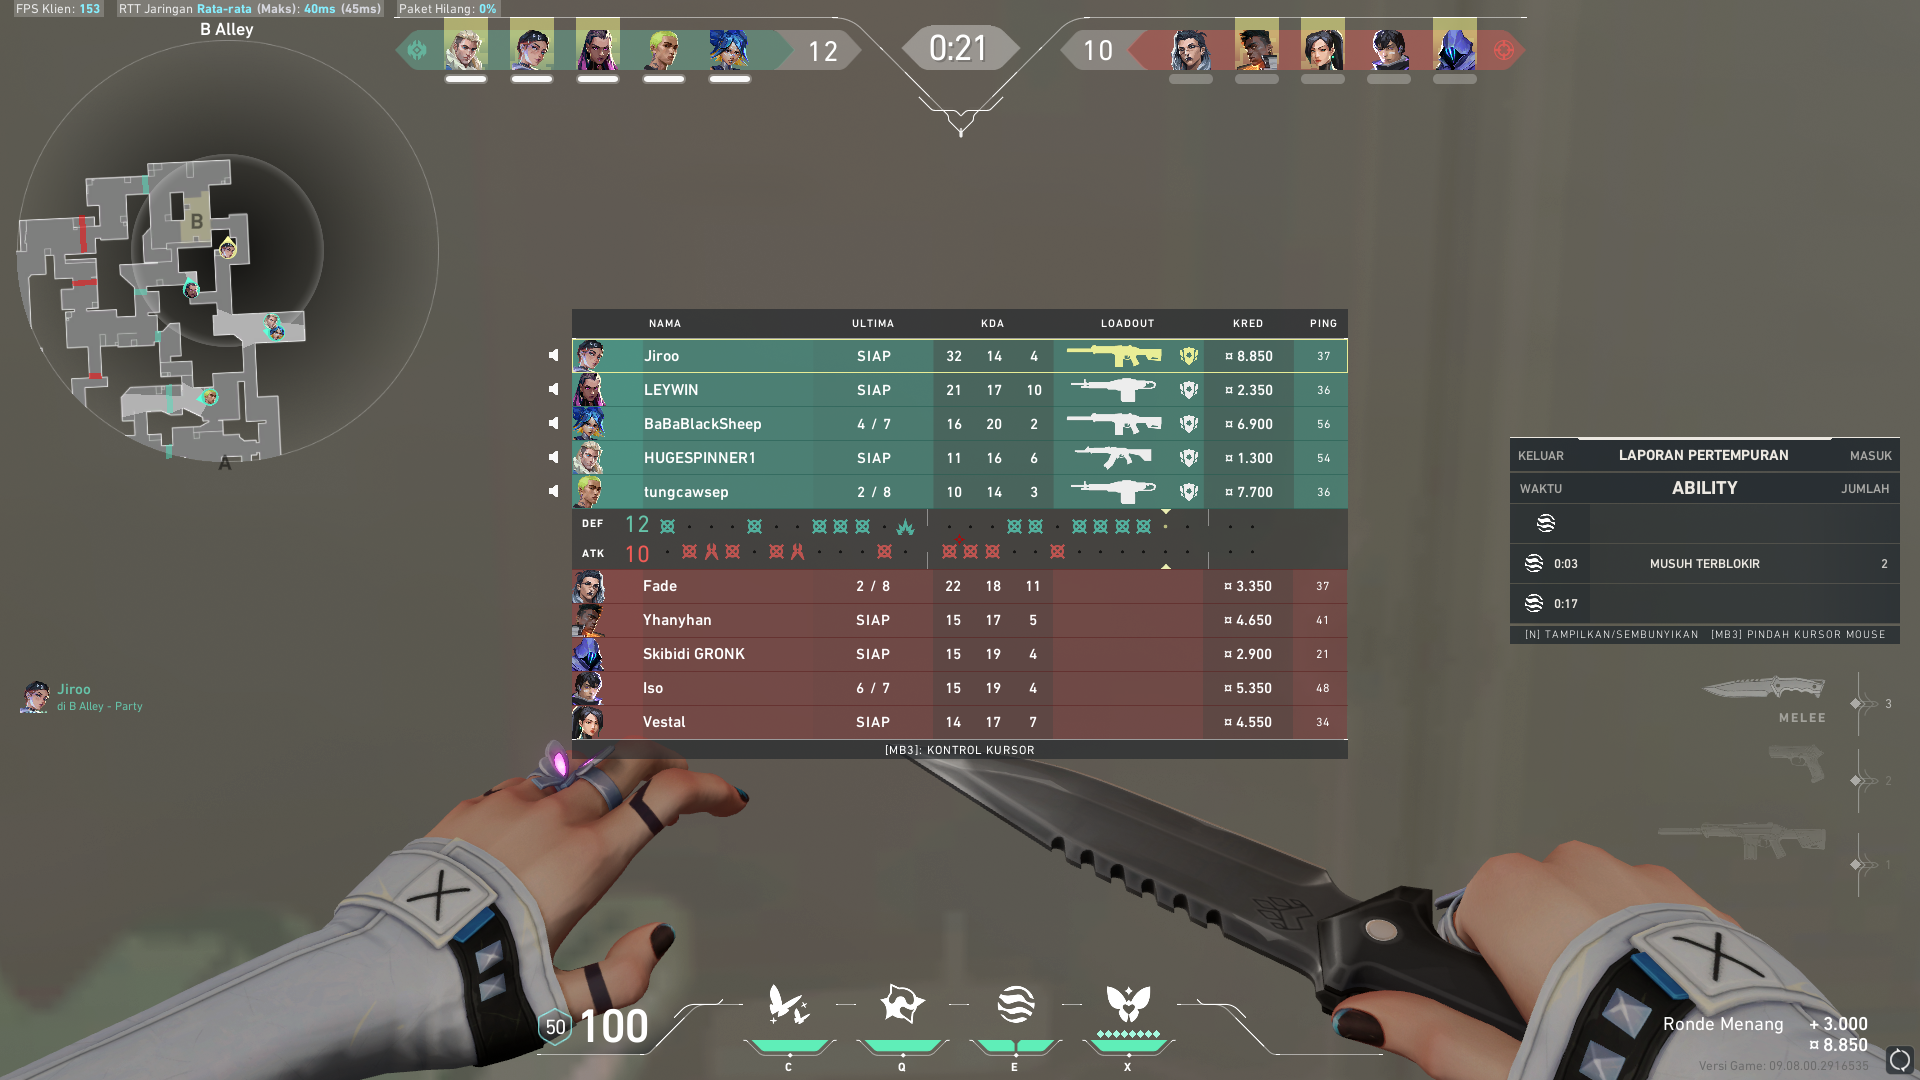 FPS Klien: 153 RTT Jaringan Rata-rata (Maks): 40ms (45ms) Paket Hilang: 0%
B Alley
12 0:21 10
B
A
NAMA ULTIMA KDA LOADOUT KRED PING
Jiroo SIAP 32 14 4 ¤ 8.850 37
LEYWIN SIAP 21 17 10 ¤ 2.350 36
BaBaBlackSheep 4 / 7 16 20 2 ¤ 6.900 56
HUGESPINNER1 SIAP 11 16 6 ¤ 1.300 54
tungcawsep 2 / 8 10 14 3 ¤ 7.700 36
DEF 12
ATK 10
Fade 2 / 8 22 18 11 ¤ 3.350 37
Yhanyhan SIAP 15 17 5 ¤ 4.650 41
Skibidi GRONK SIAP 15 19 4 ¤ 2.900 21
Iso 6 / 7 15 19 4 ¤ 5.350 48
Vestal SIAP 14 17 7 ¤ 4.550 34
[MB3]: KONTROL KURSOR
KELUAR LAPORAN PERTEMPURAN MASUK
WAKTU ABILITY JUMLAH
0:03 MUSUH TERBLOKIR 2
0:17
[N] TAMPILKAN/SEMBUNYIKAN [MB3] PINDAH KURSOR MOUSE
Jiroo
di B Alley - Party
3
MELEE
2
1
50 100
C Q E X
Ronde Menang + 3.000
¤ 8.850
Versi Game: 09.08.00.2916535